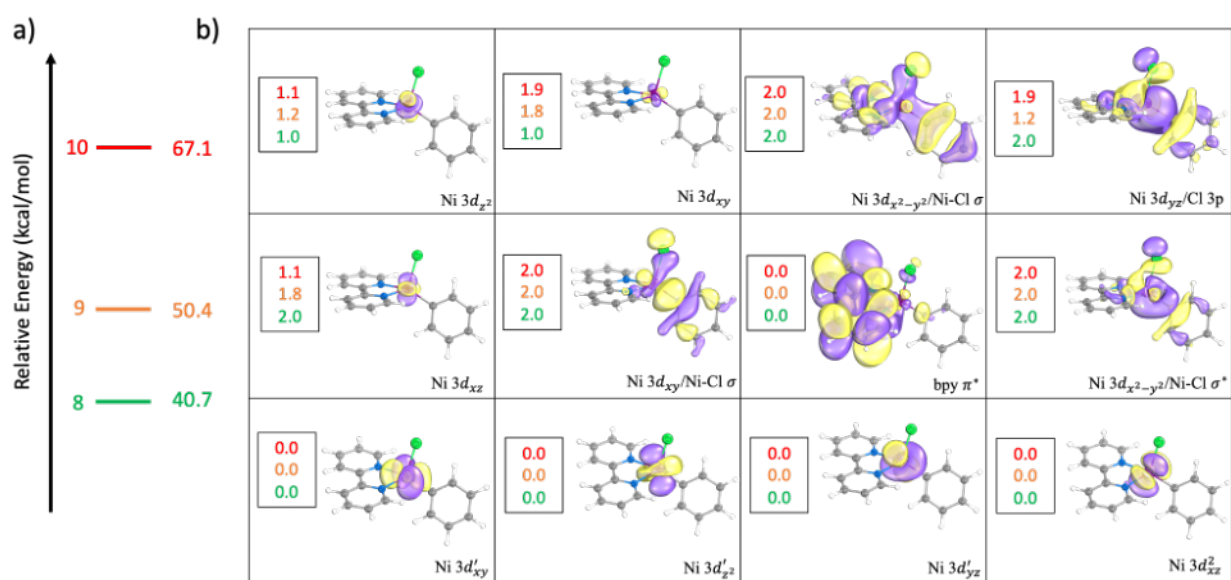 a)
b)
Relative Energy (kcal/mol)
10 67.1
9 50.4
8 40.7
1.1
1.2
1.0
Ni 3d_{z^2}
1.9
1.8
1.0
Ni 3d_{xy}
2.0
2.0
2.0
Ni 3d_{x^2−y^2}/Ni-Cl σ
1.9
1.2
2.0
Ni 3d_{yz}/Cl 3p
1.1
1.8
2.0
Ni 3d_{xz}
2.0
2.0
2.0
Ni 3d_{xy}/Ni-Cl σ
0.0
0.0
0.0
bpy π*
2.0
2.0
2.0
Ni 3d_{x^2−y^2}/Ni-Cl σ*
0.0
0.0
0.0
Ni 3d'_{xy}
0.0
0.0
0.0
Ni 3d'_{z^2}
0.0
0.0
0.0
Ni 3d'_{yz}
0.0
0.0
0.0
Ni 3d^2_{xz}